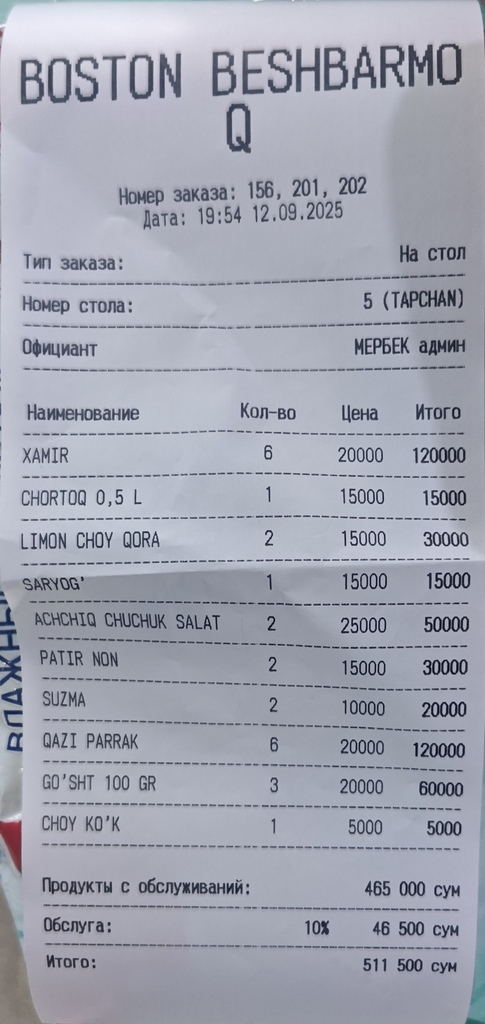 BOSTON BESHBARMO
Q
Номер заказа: 156, 201, 202
Дата: 19:54 12.09.2025
Тип заказа: На стол
Номер стола: 5 (TAPCHAN)
Официант МЕРБЕК админ
Наименование Кол-во Цена Итого
XAMIR 6 20000 120000
CHORTOQ 0,5 L 1 15000 15000
LIMON CHOY QORA 2 15000 30000
SARYOG' 1 15000 15000
ACHCHIQ CHUCHUK SALAT 2 25000 50000
PATIR NON 2 15000 30000
SUZMA 2 10000 20000
QAZI PARRAK 6 20000 120000
GO'SHT 100 GR 3 20000 60000
CHOY KO'K 1 5000 5000
Продукты с обслуживаний: 465 000 сум
Обслуга: 10% 46 500 сум
Итого: 511 500 сум